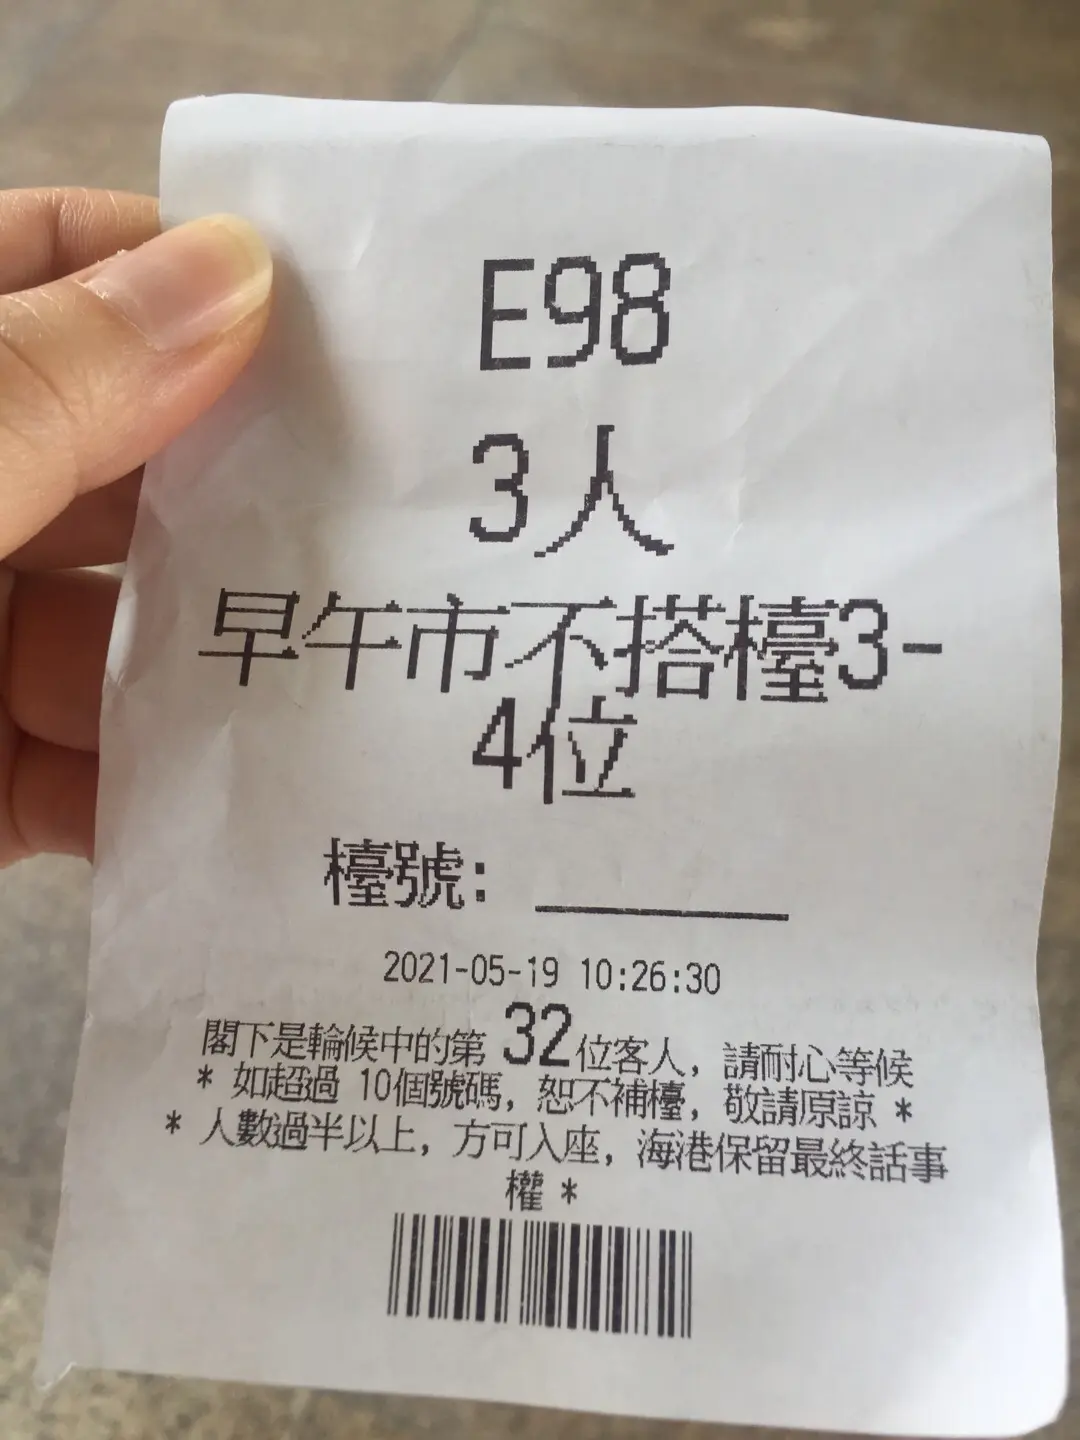 E98
3人
早午市不搭檯3-
4位
檯號: ________
2021-05-19 10:26:30
閣下是輪候中的第 32位客人, 請耐心等候
* 如超過 10個號碼, 恕不補檯, 敬請原諒 *
* 人數過半以上, 方可入座, 海港保留最終話事
權 *